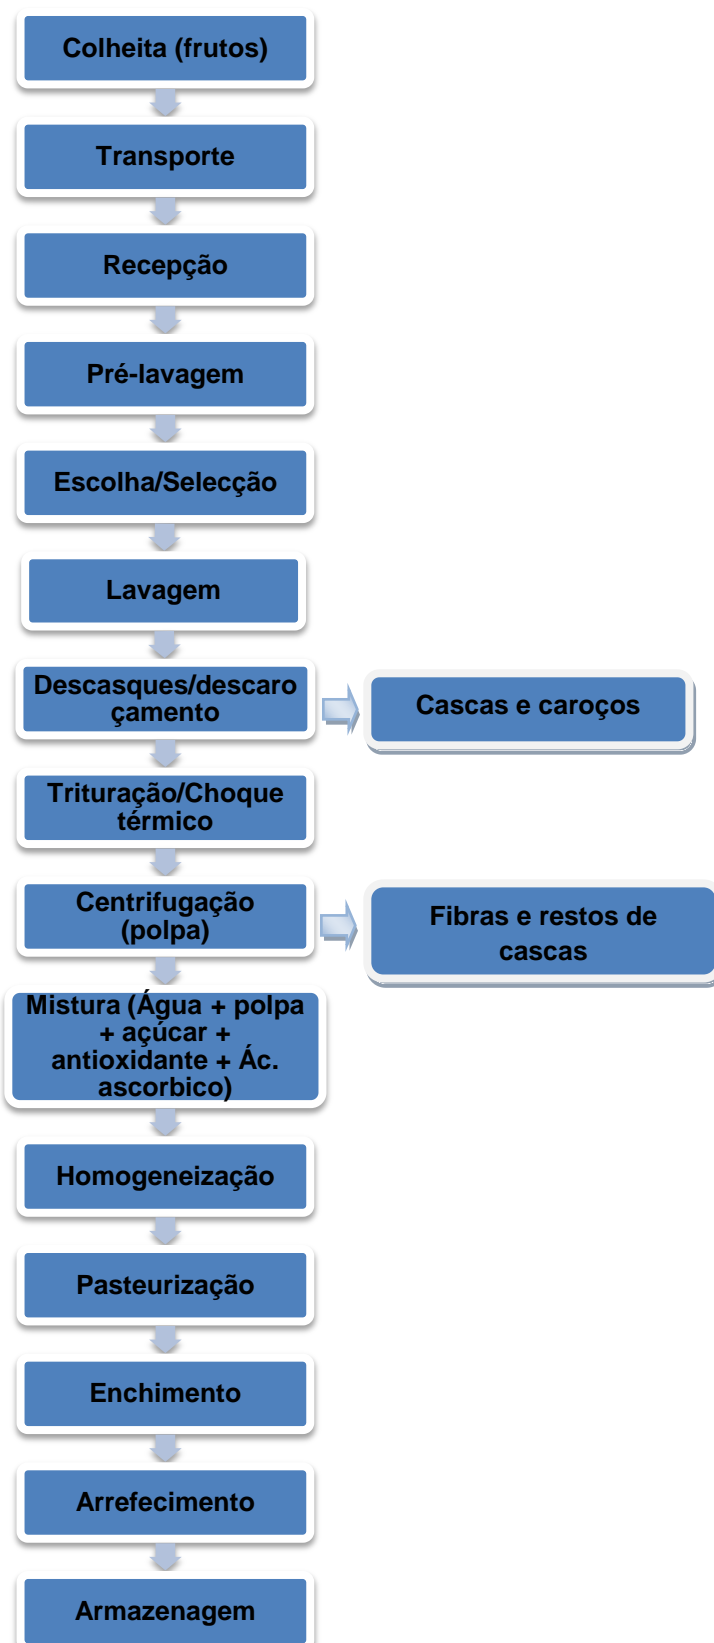 Colheita (frutos)
Transporte
Recepção
Pré-lavagem
Escolha/Selecção
Lavagem
Descasques/descaro
çamento
Cascas e caroços
Trituração/Choque
térmico
Centrifugação
(polpa)
Fibras e restos de
cascas
Mistura (Água + polpa
+ açúcar +
antioxidante + Ác.
ascorbico)
Homogeneização
Pasteurização
Enchimento
Arrefecimento
Armazenagem